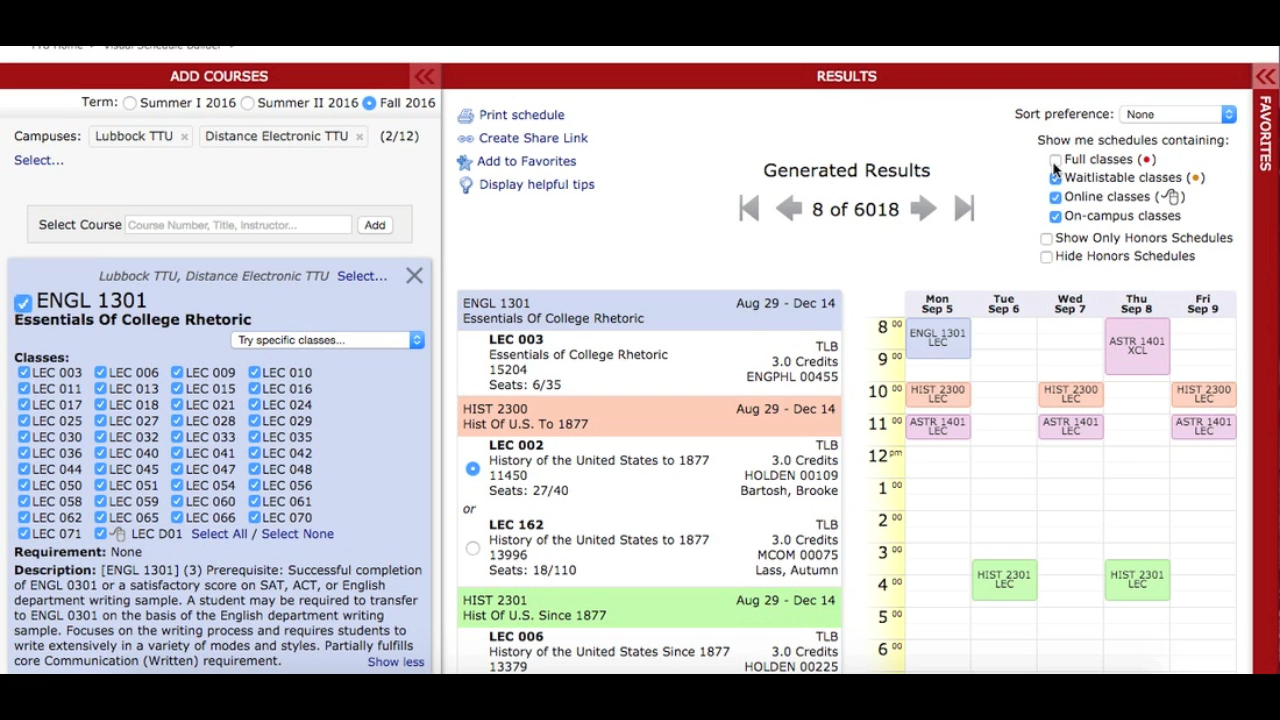 TTU Home > Visual Schedule Builder >
ADD COURSES
Term: Summer I 2016 Summer II 2016 Fall 2016
Campuses: Lubbock TTU × Distance Electronic TTU × (2/12)
Select...
Select Course Course Number, Title, Instructor... Add
Lubbock TTU, Distance Electronic TTU Select...
ENGL 1301
Essentials Of College Rhetoric
Try specific classes...
Classes:
LEC 003 LEC 006 LEC 009 LEC 010
LEC 011 LEC 013 LEC 015 LEC 016
LEC 017 LEC 018 LEC 021 LEC 024
LEC 025 LEC 027 LEC 028 LEC 029
LEC 030 LEC 032 LEC 033 LEC 035
LEC 036 LEC 040 LEC 041 LEC 042
LEC 044 LEC 045 LEC 047 LEC 048
LEC 050 LEC 051 LEC 054 LEC 056
LEC 058 LEC 059 LEC 060 LEC 061
LEC 062 LEC 065 LEC 066 LEC 070
LEC 071 LEC D01 Select All / Select None
Requirement: None
Description: [ENGL 1301] (3) Prerequisite: Successful completion
of ENGL 0301 or a satisfactory score on SAT, ACT, or English
department writing sample. A student may be required to transfer
to ENGL 0301 on the basis of the English department writing
sample. Focuses on the writing process and requires students to
write extensively in a variety of modes and styles. Partially fulfills
core Communication (Written) requirement.
Show less
RESULTS
Print schedule
Create Share Link
Add to Favorites
Display helpful tips
Generated Results
8 of 6018
Sort preference: None
Show me schedules containing:
Full classes (•)
Waitlistable classes (•)
Online classes ( )
On-campus classes
Show Only Honors Schedules
Hide Honors Schedules
ENGL 1301 Aug 29 - Dec 14
Essentials Of College Rhetoric
LEC 003 TLB
Essentials of College Rhetoric 3.0 Credits
15204 ENGPHL 00455
Seats: 6/35
HIST 2300 Aug 29 - Dec 14
Hist Of U.S. To 1877
LEC 002 TLB
History of the United States to 1877 3.0 Credits
11450 HOLDEN 00109
Seats: 27/40 Bartosh, Brooke
or
LEC 162 TLB
History of the United States to 1877 3.0 Credits
13996 MCOM 00075
Seats: 18/110 Lass, Autumn
HIST 2301 Aug 29 - Dec 14
Hist Of U.S. Since 1877
LEC 006 TLB
History of the United States Since 1877 3.0 Credits
13379 HOLDEN 00225
Mon Tue Wed Thu Fri
Sep 5 Sep 6 Sep 7 Sep 8 Sep 9
8 00
ENGL 1301
LEC
ASTR 1401
XCL
9 00
10 00
HIST 2300 HIST 2300 HIST 2300
LEC LEC LEC
11 00
ASTR 1401 ASTR 1401 ASTR 1401
LEC LEC LEC
12 pm
1 00
2 00
3 00
HIST 2301 HIST 2301
LEC LEC
4 00
5 00
6 00
FAVORITES